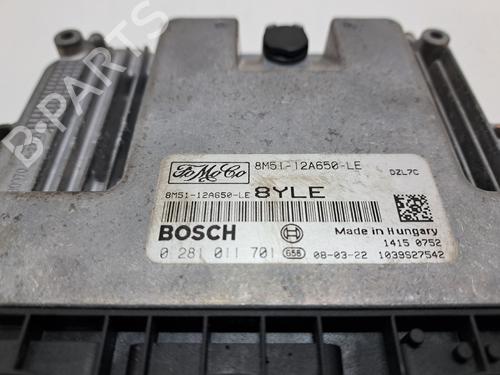 FoMoCo 8M51-12A650-LE
DZL7C
8M51-12A650-LE 8YLE
BOSCH
Made in Hungary
1415 0752
0 281 011 701 658 08-03-22 1039S27542
B-Parts